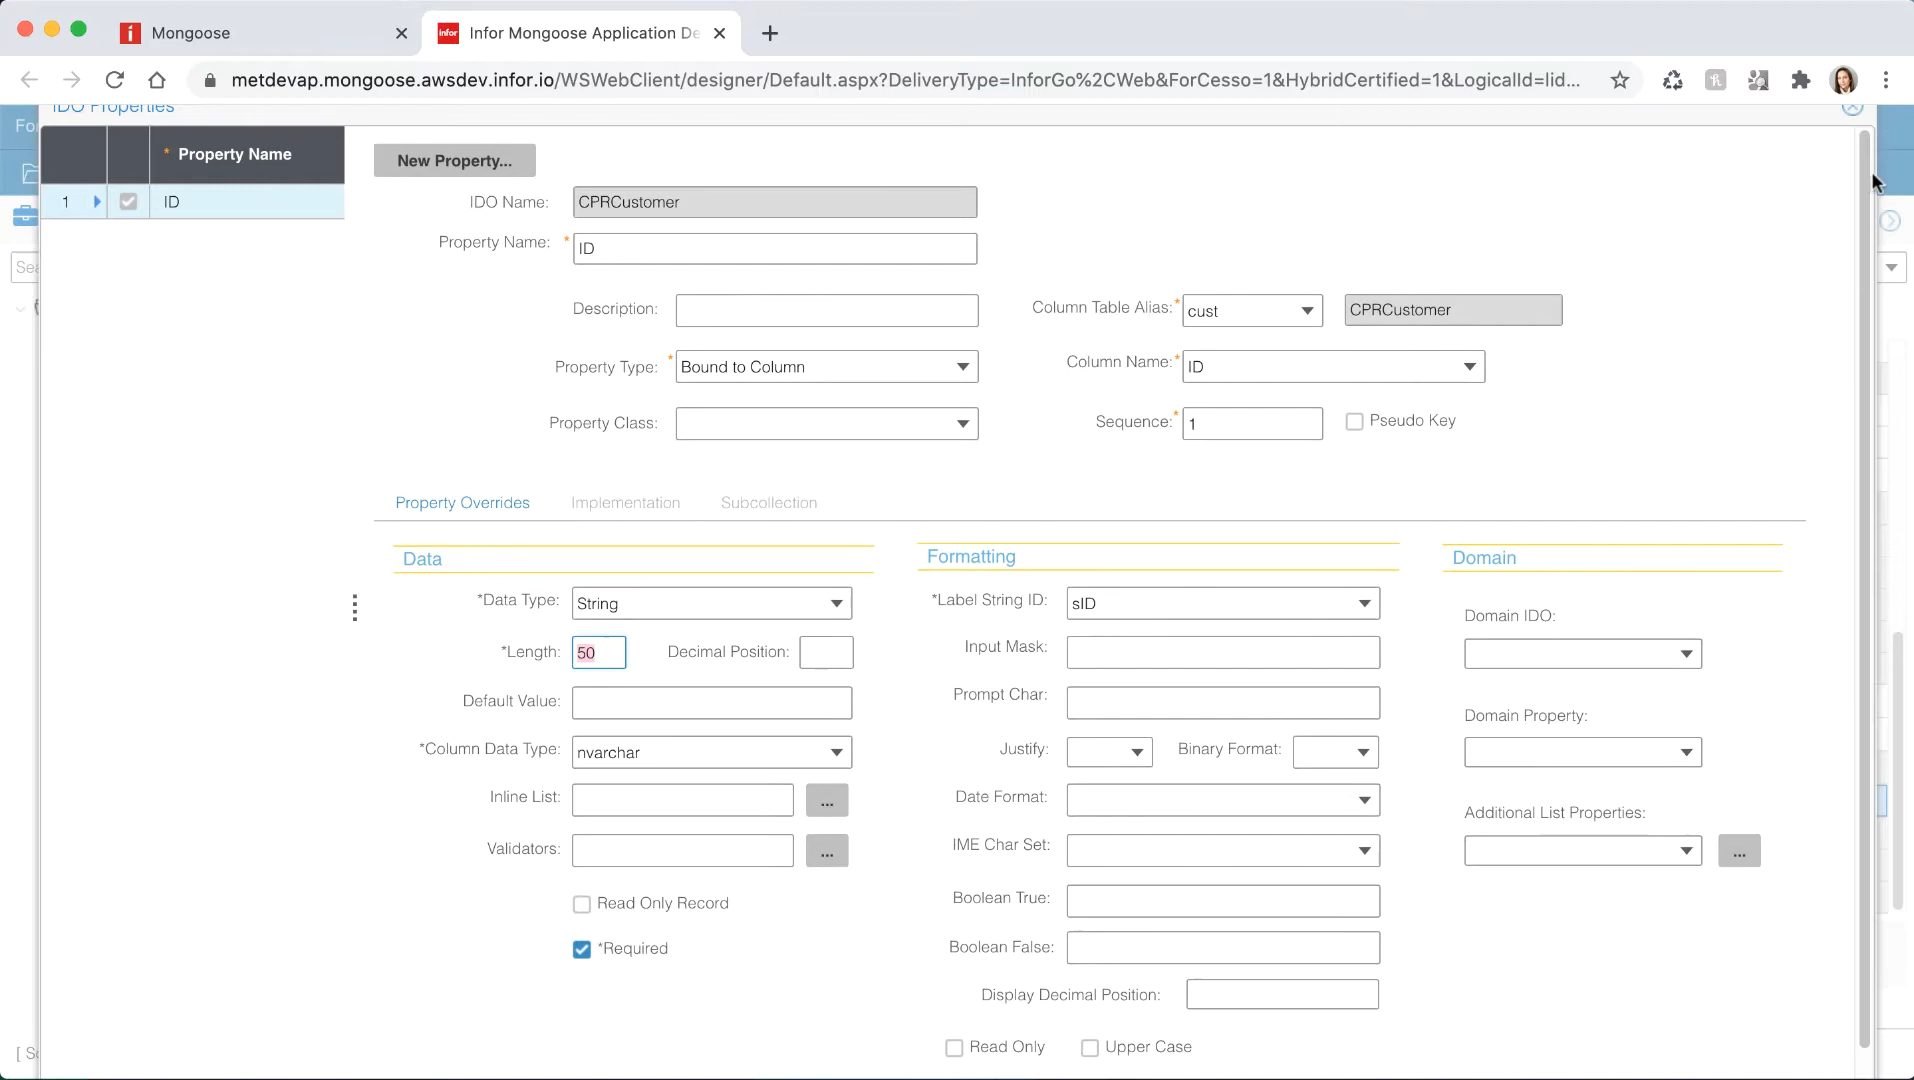 Mongoose
Infor Mongoose Application De
metdevap.mongoose.awsdev.infor.io/WSWebClient/designer/Default.aspx?DeliveryType=InforGo%2CWeb&ForCesso=1&HybridCertified=1&LogicalId=lid...
IDO Properties
Fo
* Property Name
New Property...
1
ID
IDO Name:
CPRCustomer
Property Name:
*
ID
Sea
Description:
Column Table Alias:*
cust
CPRCustomer
Property Type:
*
Bound to Column
Column Name:*
ID
Property Class:
Sequence:*
1
Pseudo Key
Property Overrides
Implementation
Subcollection
Data
Formatting
Domain
*Data Type:
String
*Label String ID:
sID
Domain IDO:
*Length:
50
Decimal Position:
Input Mask:
Default Value:
Prompt Char:
Domain Property:
*Column Data Type:
nvarchar
Justify:
Binary Format:
Inline List:
...
Date Format:
Additional List Properties:
Validators:
...
IME Char Set:
...
Read Only Record
Boolean True:
*Required
Boolean False:
Display Decimal Position:
Read Only
Upper Case